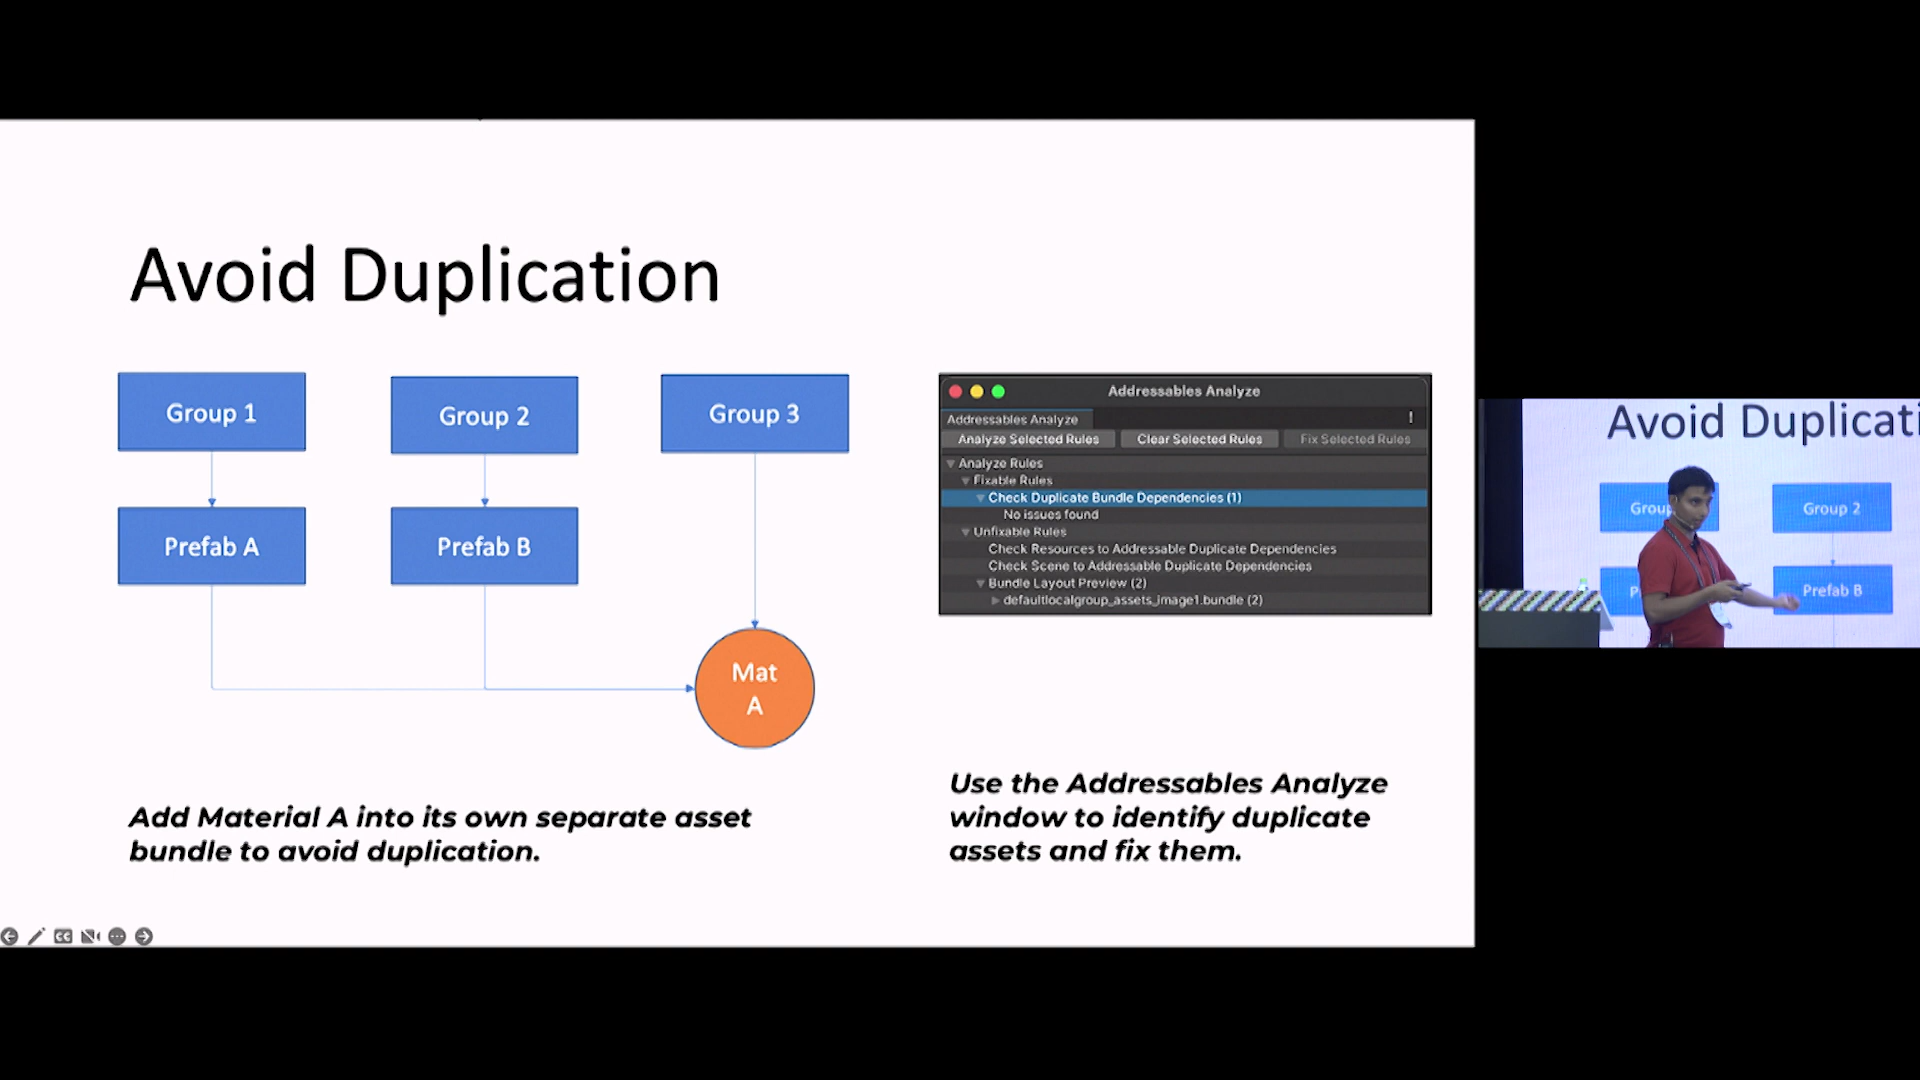 Avoid Duplication
Group 1
Group 2
Group 3
Prefab A
Prefab B
Mat
A
Add Material A into its own separate asset
bundle to avoid duplication.
Addressables Analyze
Addressables Analyze
Analyze Selected Rules
Clear Selected Rules
Fix Selected Rules
Analyze Rules
Fixable Rules
Check Duplicate Bundle Dependencies (1)
No issues found
Unfixable Rules
Check Resources to Addressable Duplicate Dependencies
Check Scene to Addressable Duplicate Dependencies
Bundle Layout Preview (2)
defaultlocalgroup_assets_image1.bundle (2)
Use the Addressables Analyze
window to identify duplicate
assets and fix them.
CC
Avoid Duplicati
Grou
Group 2
P
Prefab B